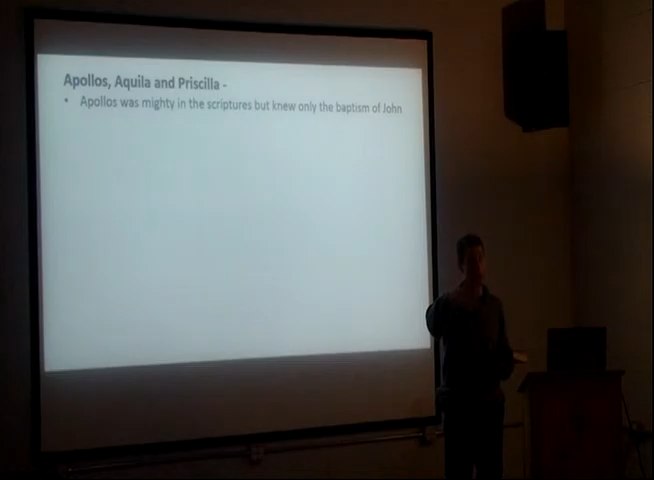 Apollos, Aquila and Priscilla -
• Apollos was mighty in the scriptures but knew only the baptism of John